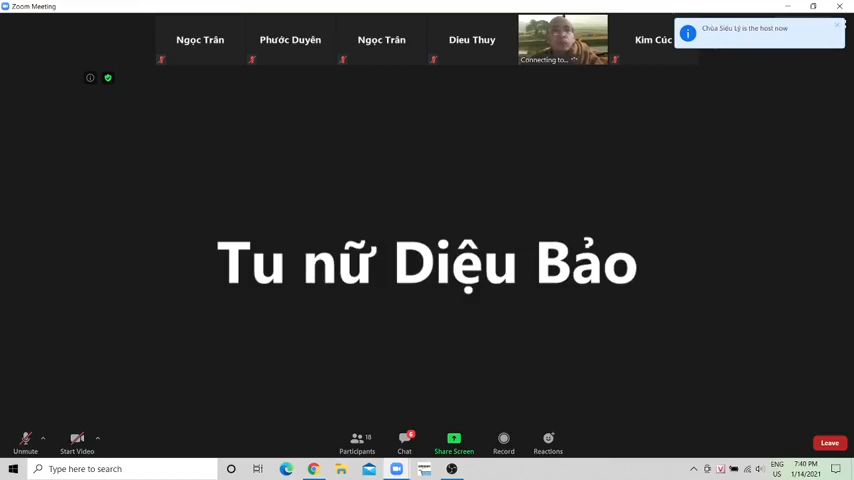 Zoom Meeting
Ngọc Trân
Phước Duyên
Ngọc Trân
Dieu Thuy
Connecting to...
Kim Cúc
Chùa Siêu Lý is the host now
Tu nữ Diệu Bảo
Unmute
Start Video
18
Participants
6
Chat
Share Screen
Record
Reactions
Leave
Type here to search
ENG
US
7:40 PM
1/14/2021